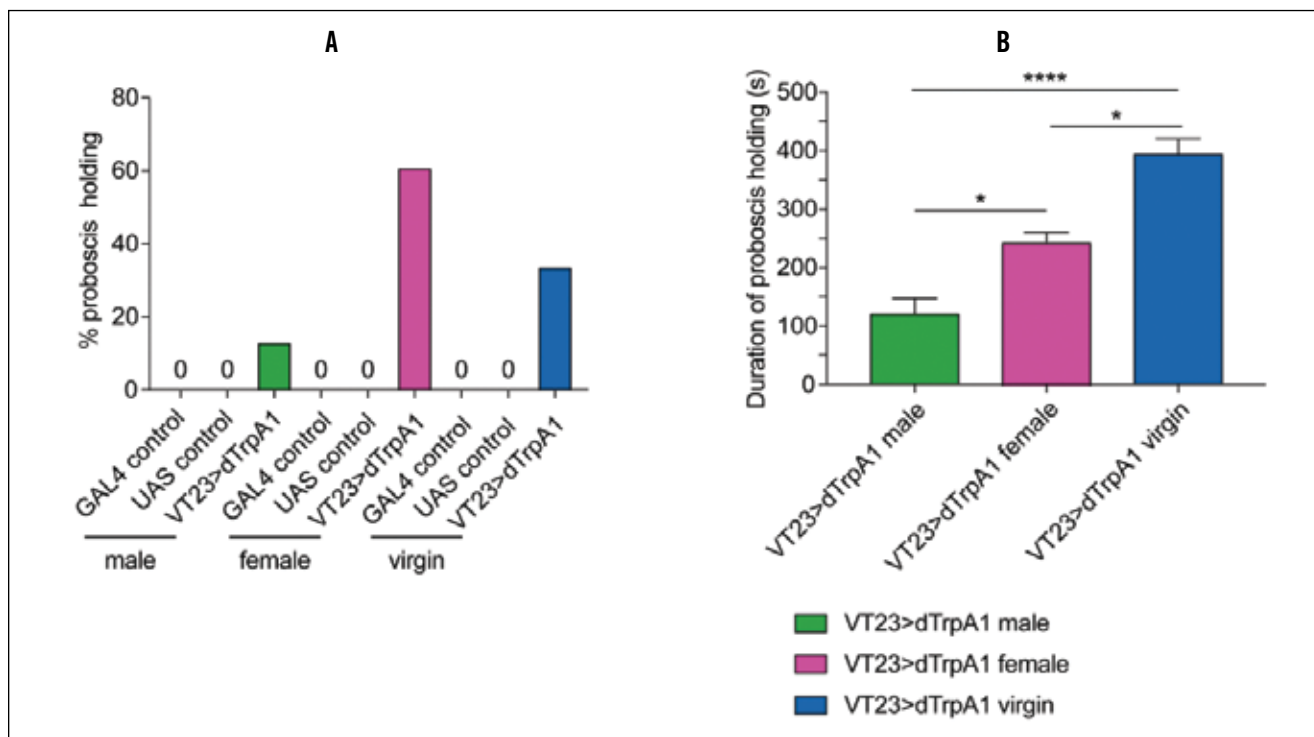 A
% proboscis holding
80
60
40
20
0
0
0
0
0
0
0
GAL4 control
UAS control
VT23>dTrpA1
GAL4 control
UAS control
VT23>dTrpA1
GAL4 control
UAS control
VT23>dTrpA1
male
female
virgin
B
Duration of proboscis holding (s)
500
400
300
200
100
0
****
*
*
VT23>dTrpA1 male
VT23>dTrpA1 female
VT23>dTrpA1 virgin
VT23>dTrpA1 male
VT23>dTrpA1 female
VT23>dTrpA1 virgin